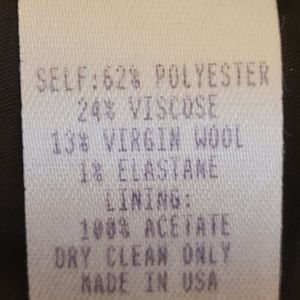 SELF:62% POLYESTER
24% VISCOSE
13% VIRGIN WOOL
1% ELASTANE
LINING:
100% ACETATE
DRY CLEAN ONLY
MADE IN USA